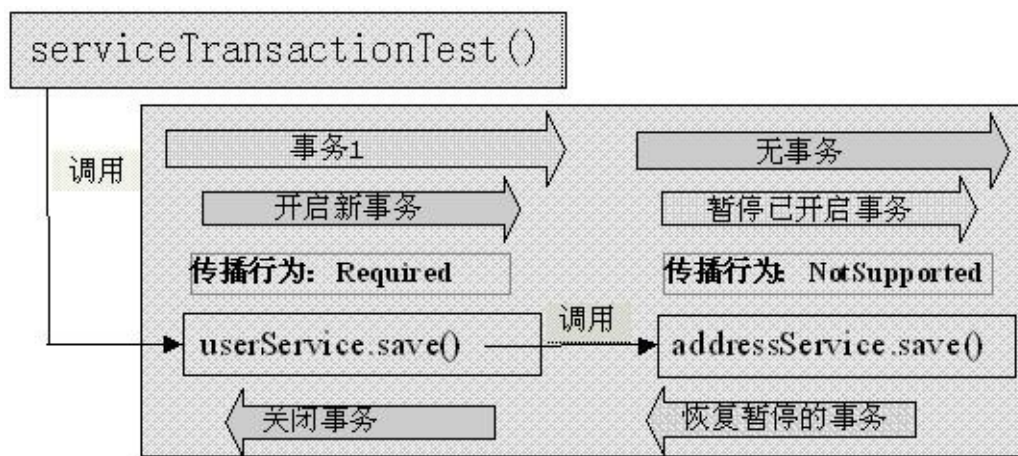 serviceTransactionTest()
调用
事务1
无事务
开启新事务
暂停已开启事务
传播行为: Required
传播行为: NotSupported
调用
userService.save()
addressService.save()
关闭事务
恢复暂停的事务